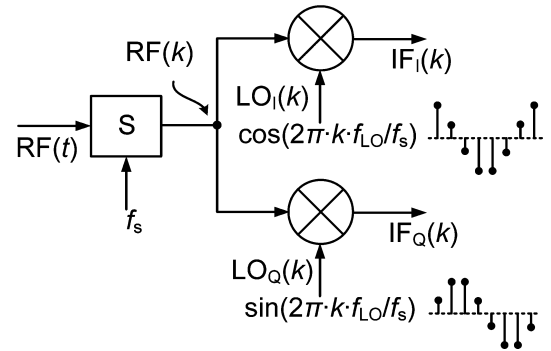 RF(k)
IF_I(k)
LO_I(k)
cos(2π·k·f_LO/f_s)
S
RF(t)
f_s
IF_Q(k)
LO_Q(k)
sin(2π·k·f_LO/f_s)